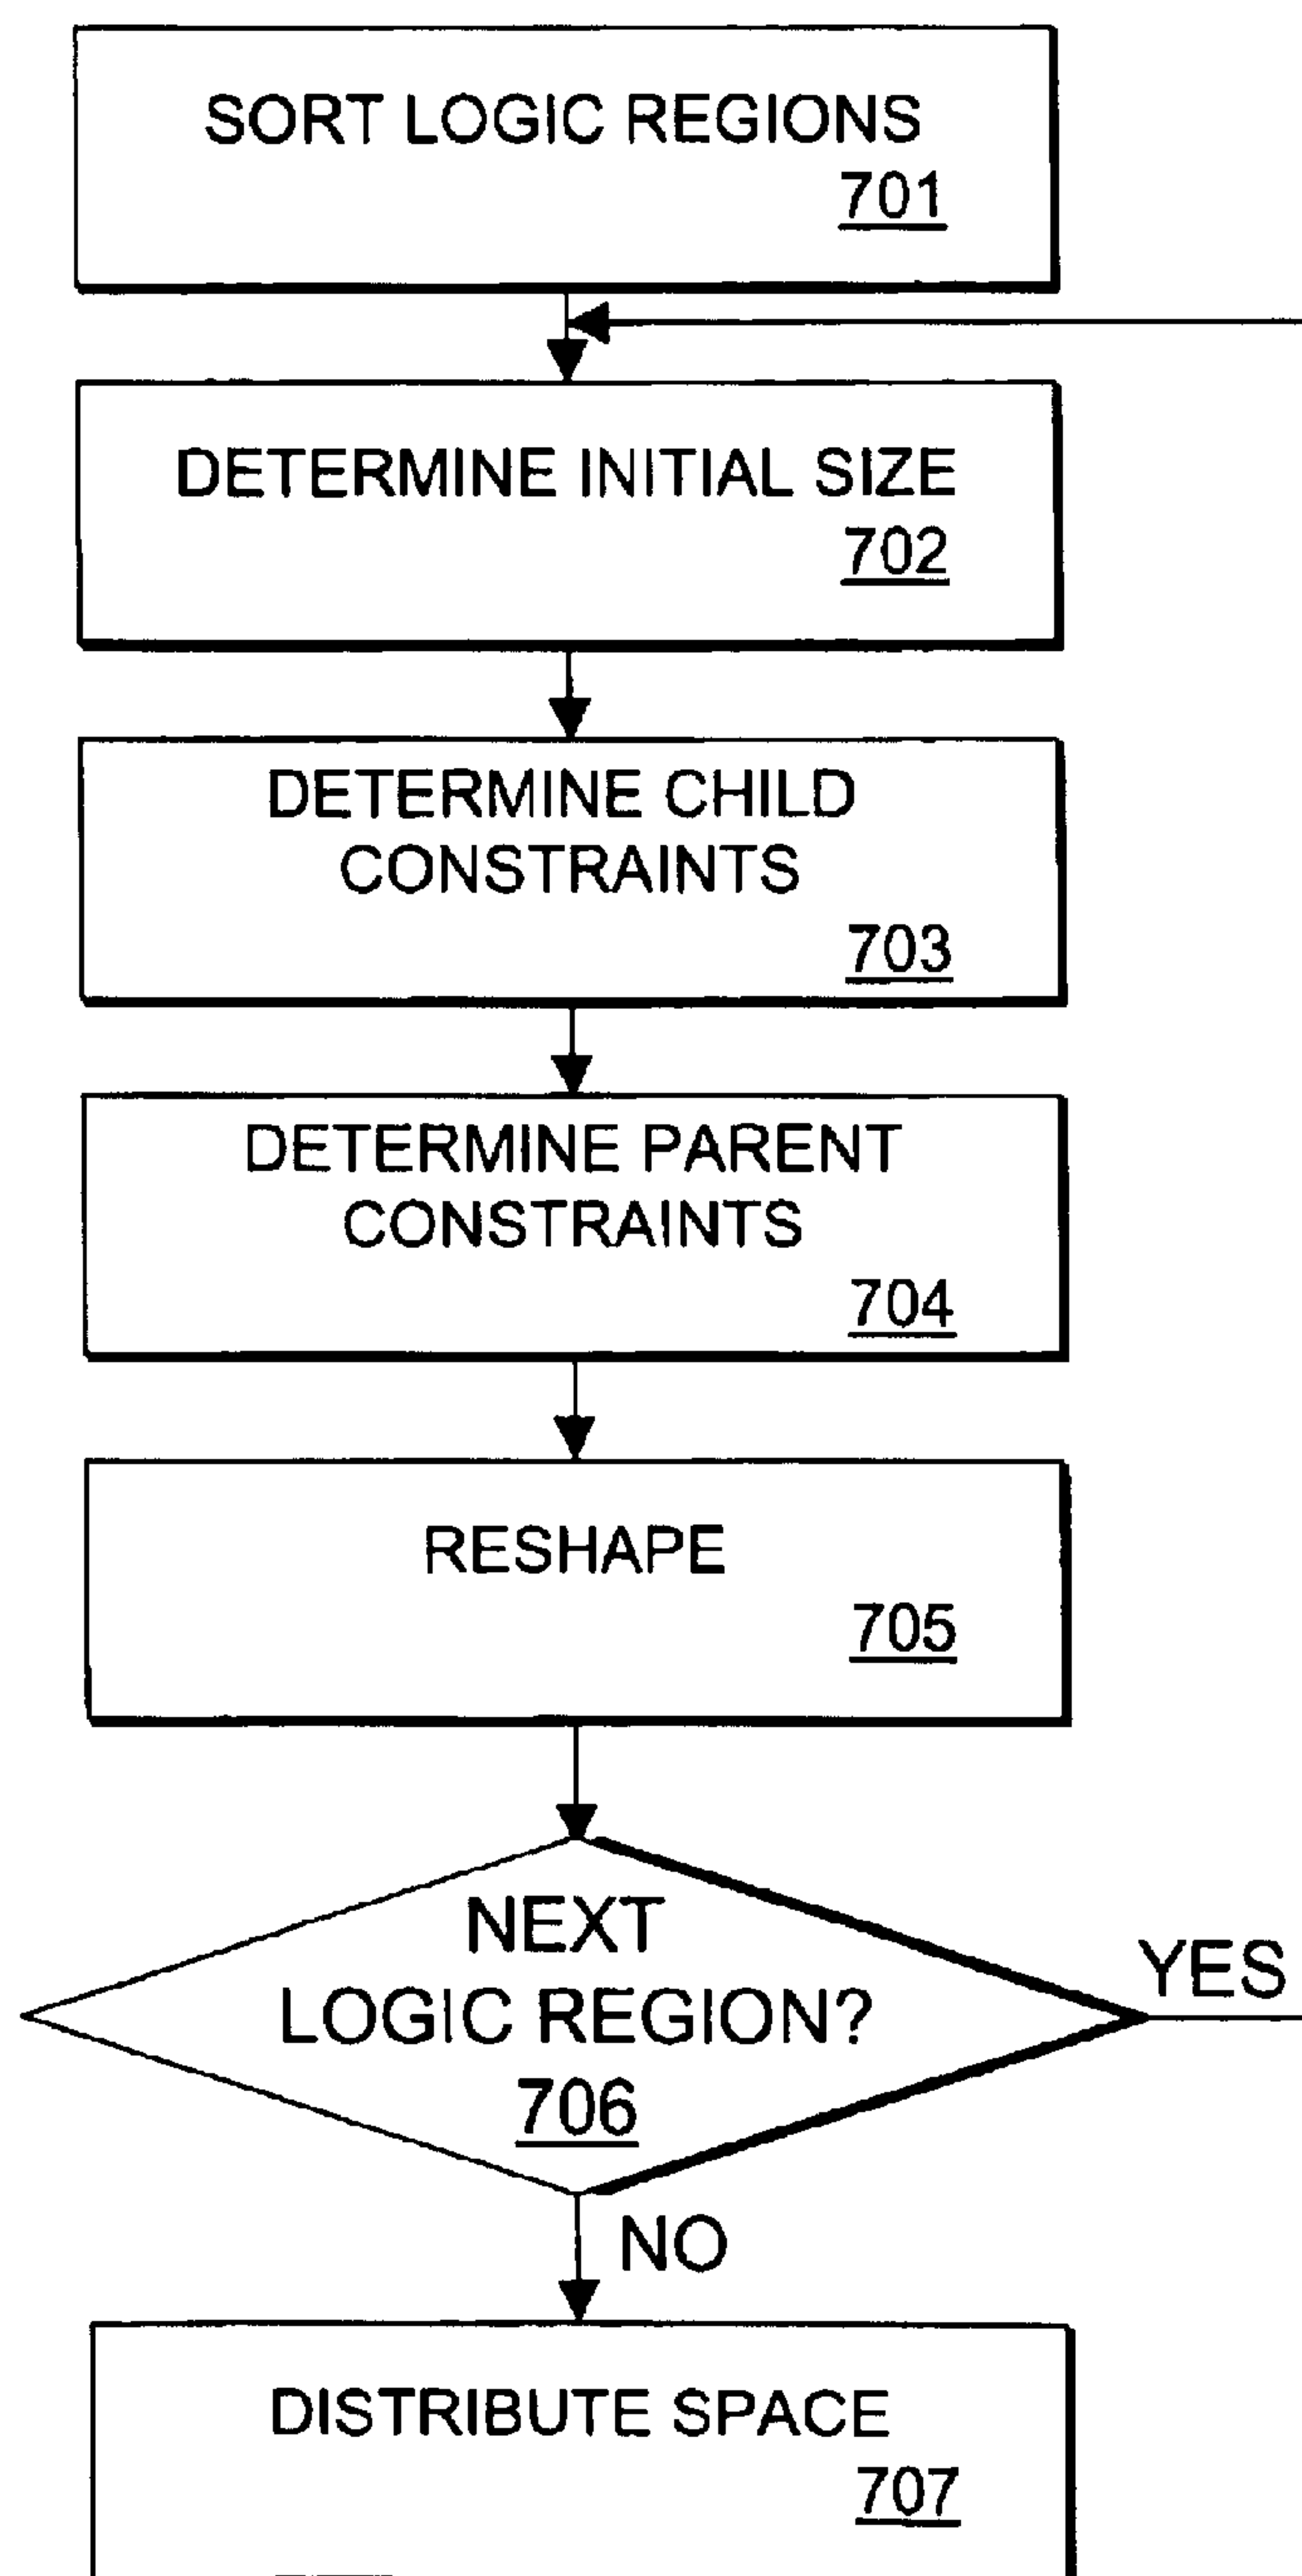 SORT LOGIC REGIONS
701
DETERMINE INITIAL SIZE
702
DETERMINE CHILD
CONSTRAINTS
703
DETERMINE PARENT
CONSTRAINTS
704
RESHAPE
705
NEXT
LOGIC REGION?
706
YES
NO
DISTRIBUTE SPACE
707